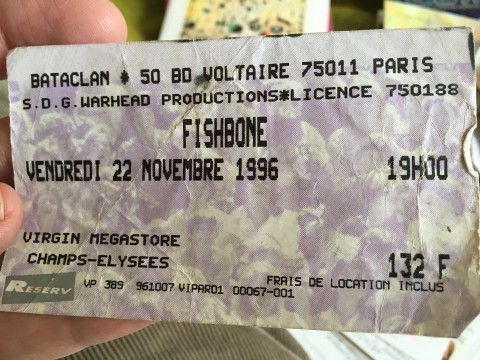 BATACLAN * 50 BD VOLTAIRE 75011 PARIS
S.D.G.WARHEAD PRODUCTIONS*LICENCE 750188
FISHBONE
VENDREDI 22 NOVEMBRE 1996 19H00
VIRGIN MEGASTORE
CHAMPS-ELYSEES 132 F
FRAIS DE LOCATION INCLUS
RESERV VP 389 961007 VIPAR01 00067-001